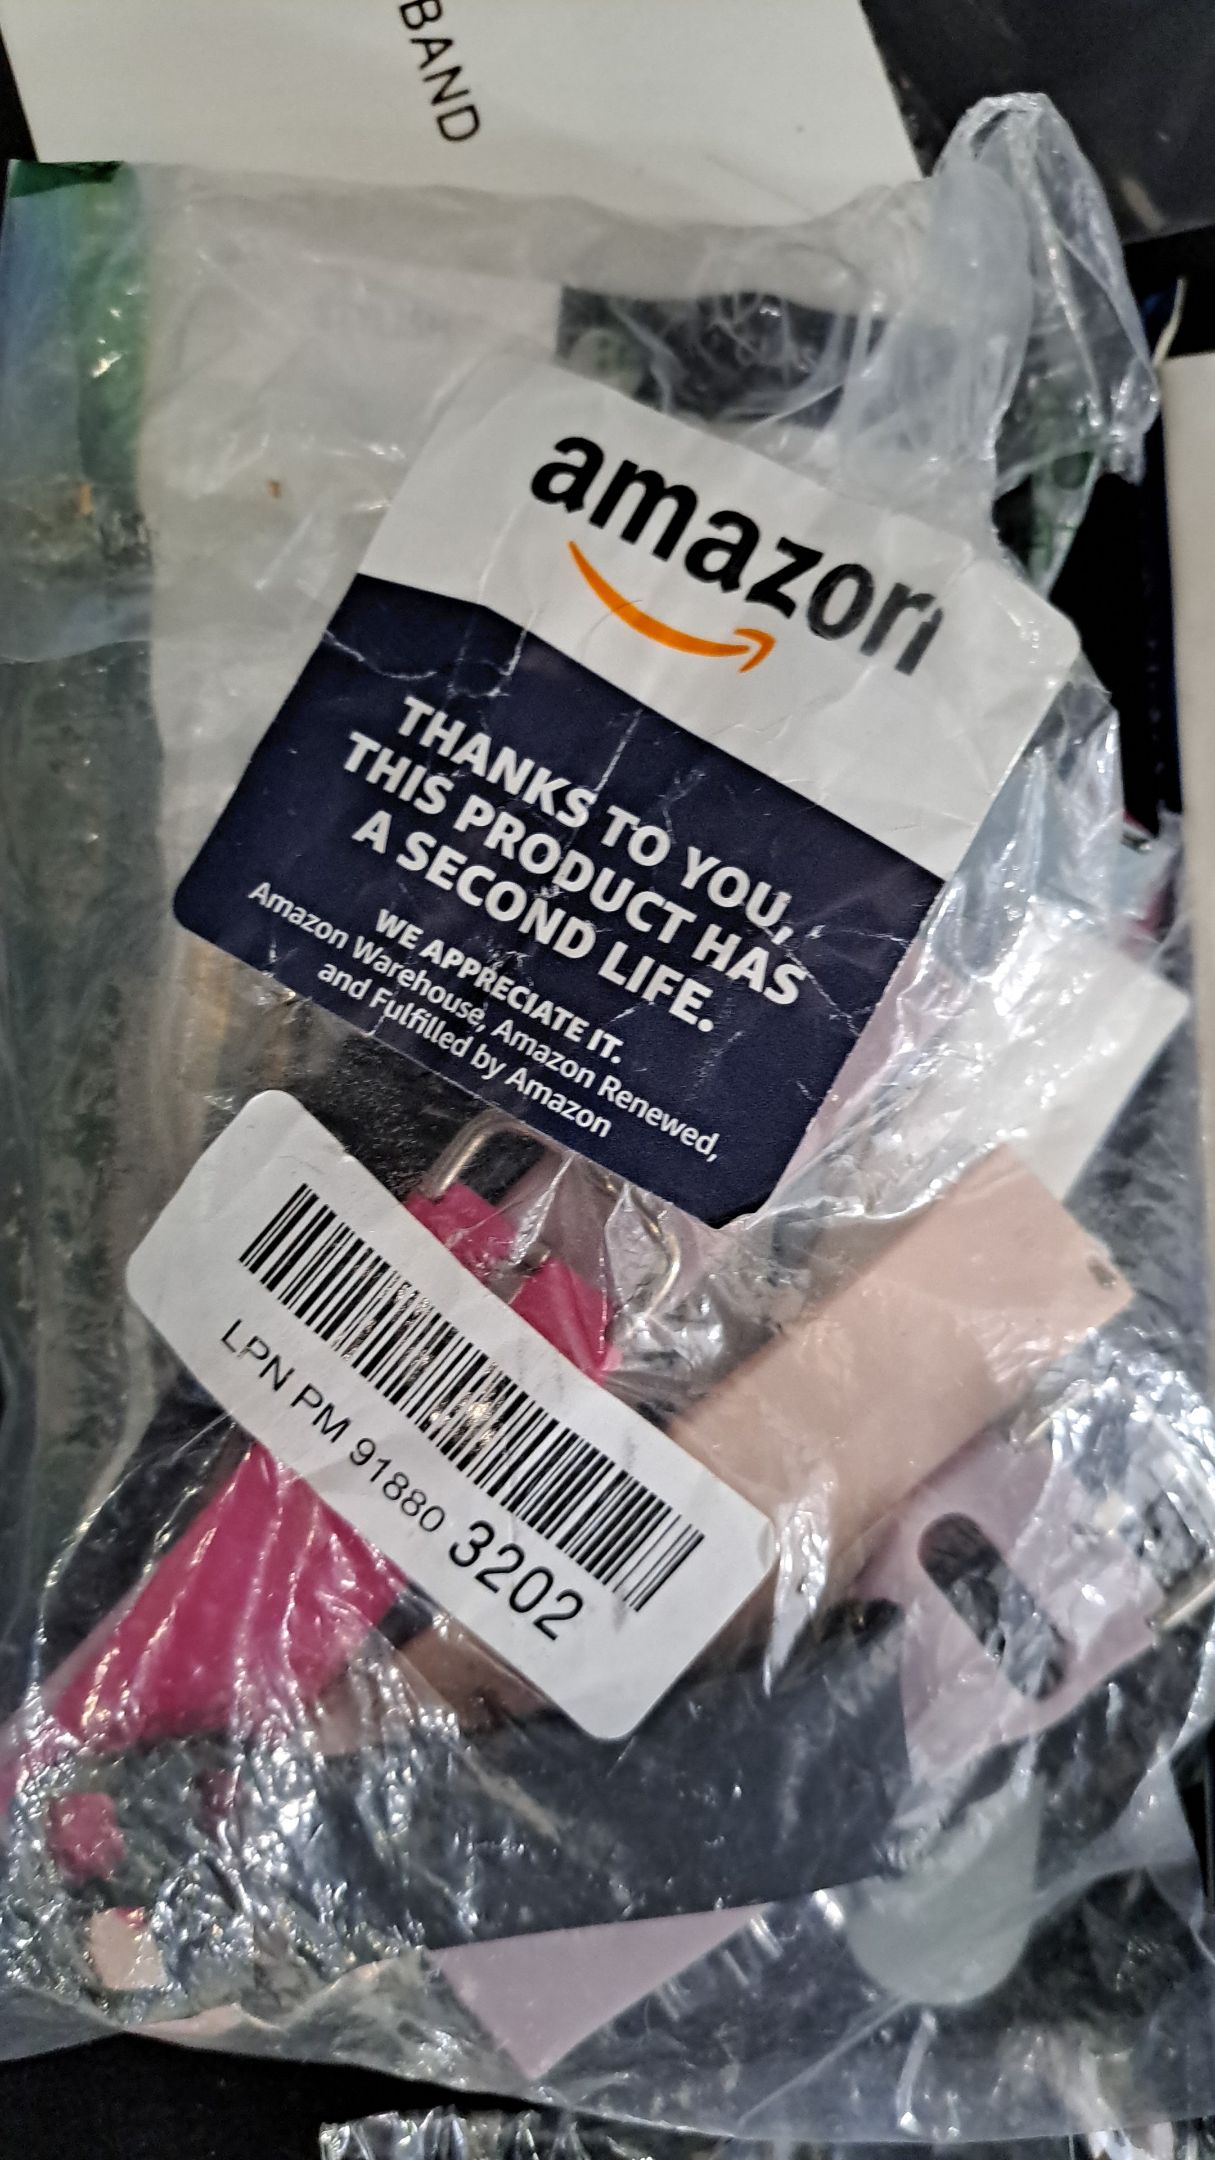 BAND
amazon
THANKS TO YOU,
THIS PRODUCT HAS
A SECOND LIFE.
WE APPRECIATE IT.
Amazon Warehouse, Amazon Renewed,
and Fulfilled by Amazon
LPN PM 91880 3202